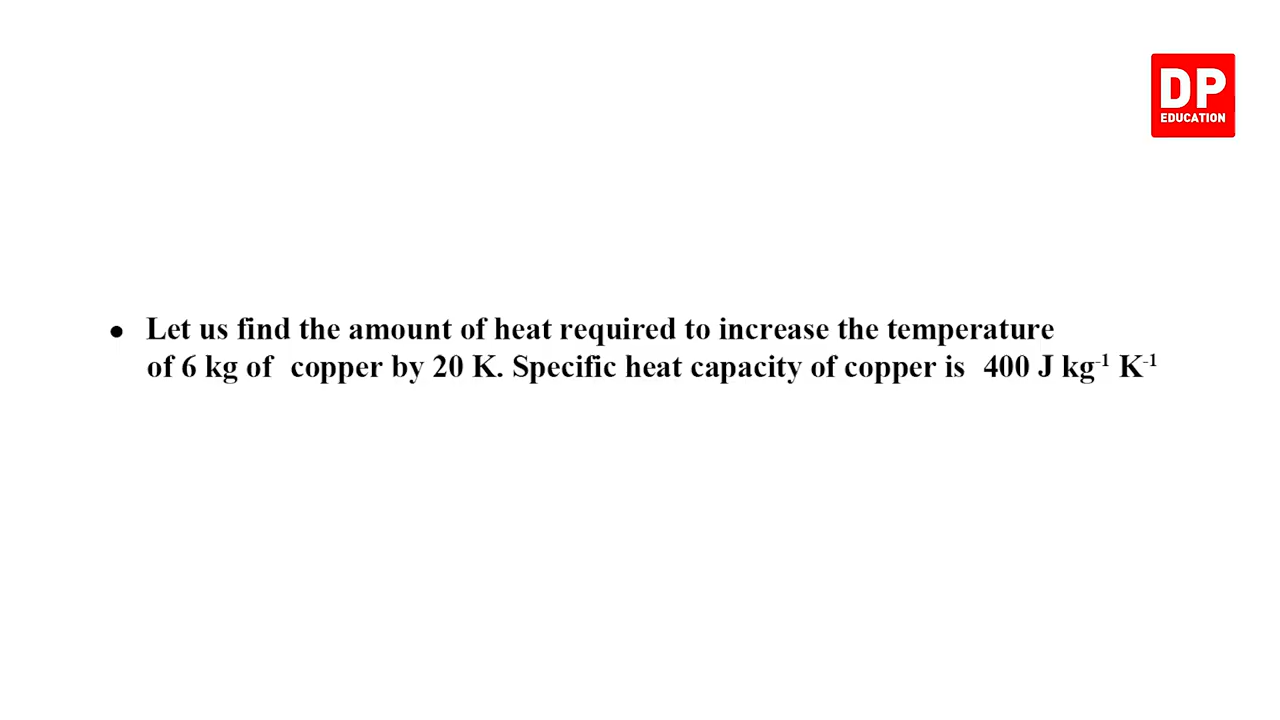 DP
EDUCATION
• Let us find the amount of heat required to increase the temperature
of 6 kg of copper by 20 K. Specific heat capacity of copper is 400 J kg⁻¹ K⁻¹